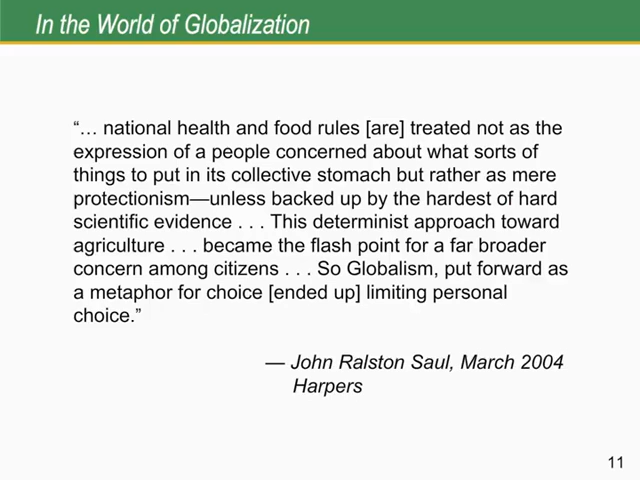 In the World of Globalization
“… national health and food rules [are] treated not as the
expression of a people concerned about what sorts of
things to put in its collective stomach but rather as mere
protectionism—unless backed up by the hardest of hard
scientific evidence . . . This determinist approach toward
agriculture . . . became the flash point for a far broader
concern among citizens . . . So Globalism, put forward as
a metaphor for choice [ended up] limiting personal
choice.”
— John Ralston Saul, March 2004
Harpers
11